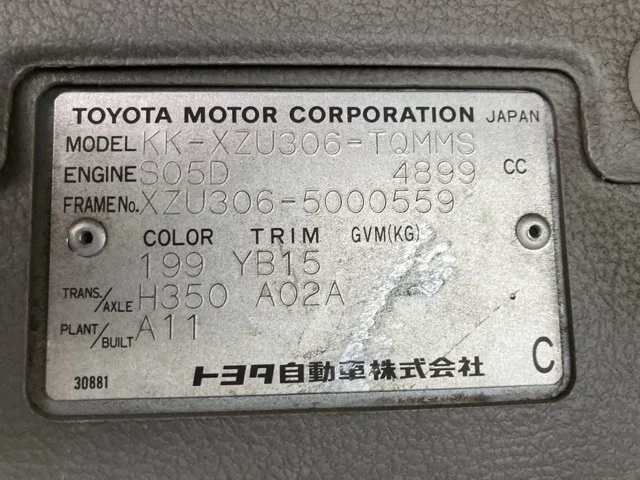 TOYOTA MOTOR CORPORATION JAPAN
MODEL KK-XZU306-TQMMS
ENGINE S05D 4899 CC
FRAME No. XZU306-5000559
COLOR TRIM GVM(KG)
199 YB15
TRANS./AXLE H350 A02A
PLANT/BUILT A11
30881 トヨタ自動車株式会社 C